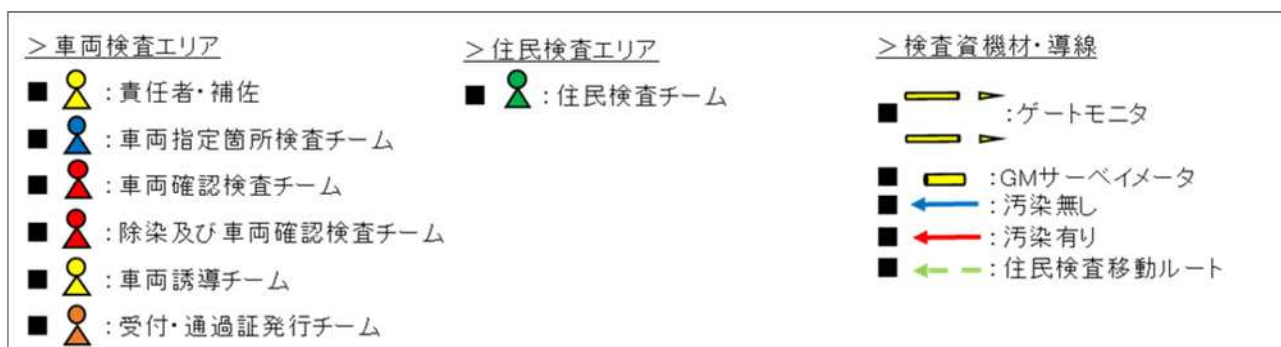 ＞車両検査エリア
■ ：責任者・補佐
■ ：車両指定箇所検査チーム
■ ：車両確認検査チーム
■ ：除染及び車両確認検査チーム
■ ：車両誘導チーム
■ ：受付・通過証発行チーム
＞住民検査エリア
■ ：住民検査チーム
＞検査資機材・導線
■ ：ゲートモニタ
■ ：GMサーベイメータ
■ ：汚染無し
■ ：汚染有り
■ ：住民検査移動ルート